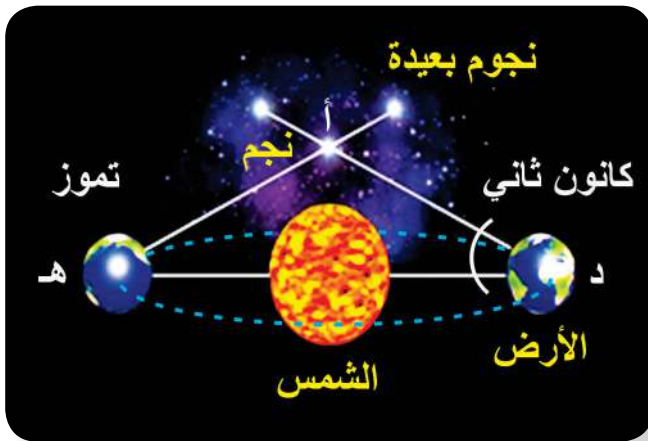 نجوم بعيدة
أ
نجم
كانون ثاني
تموز
د
هـ
الأرض
الشمس